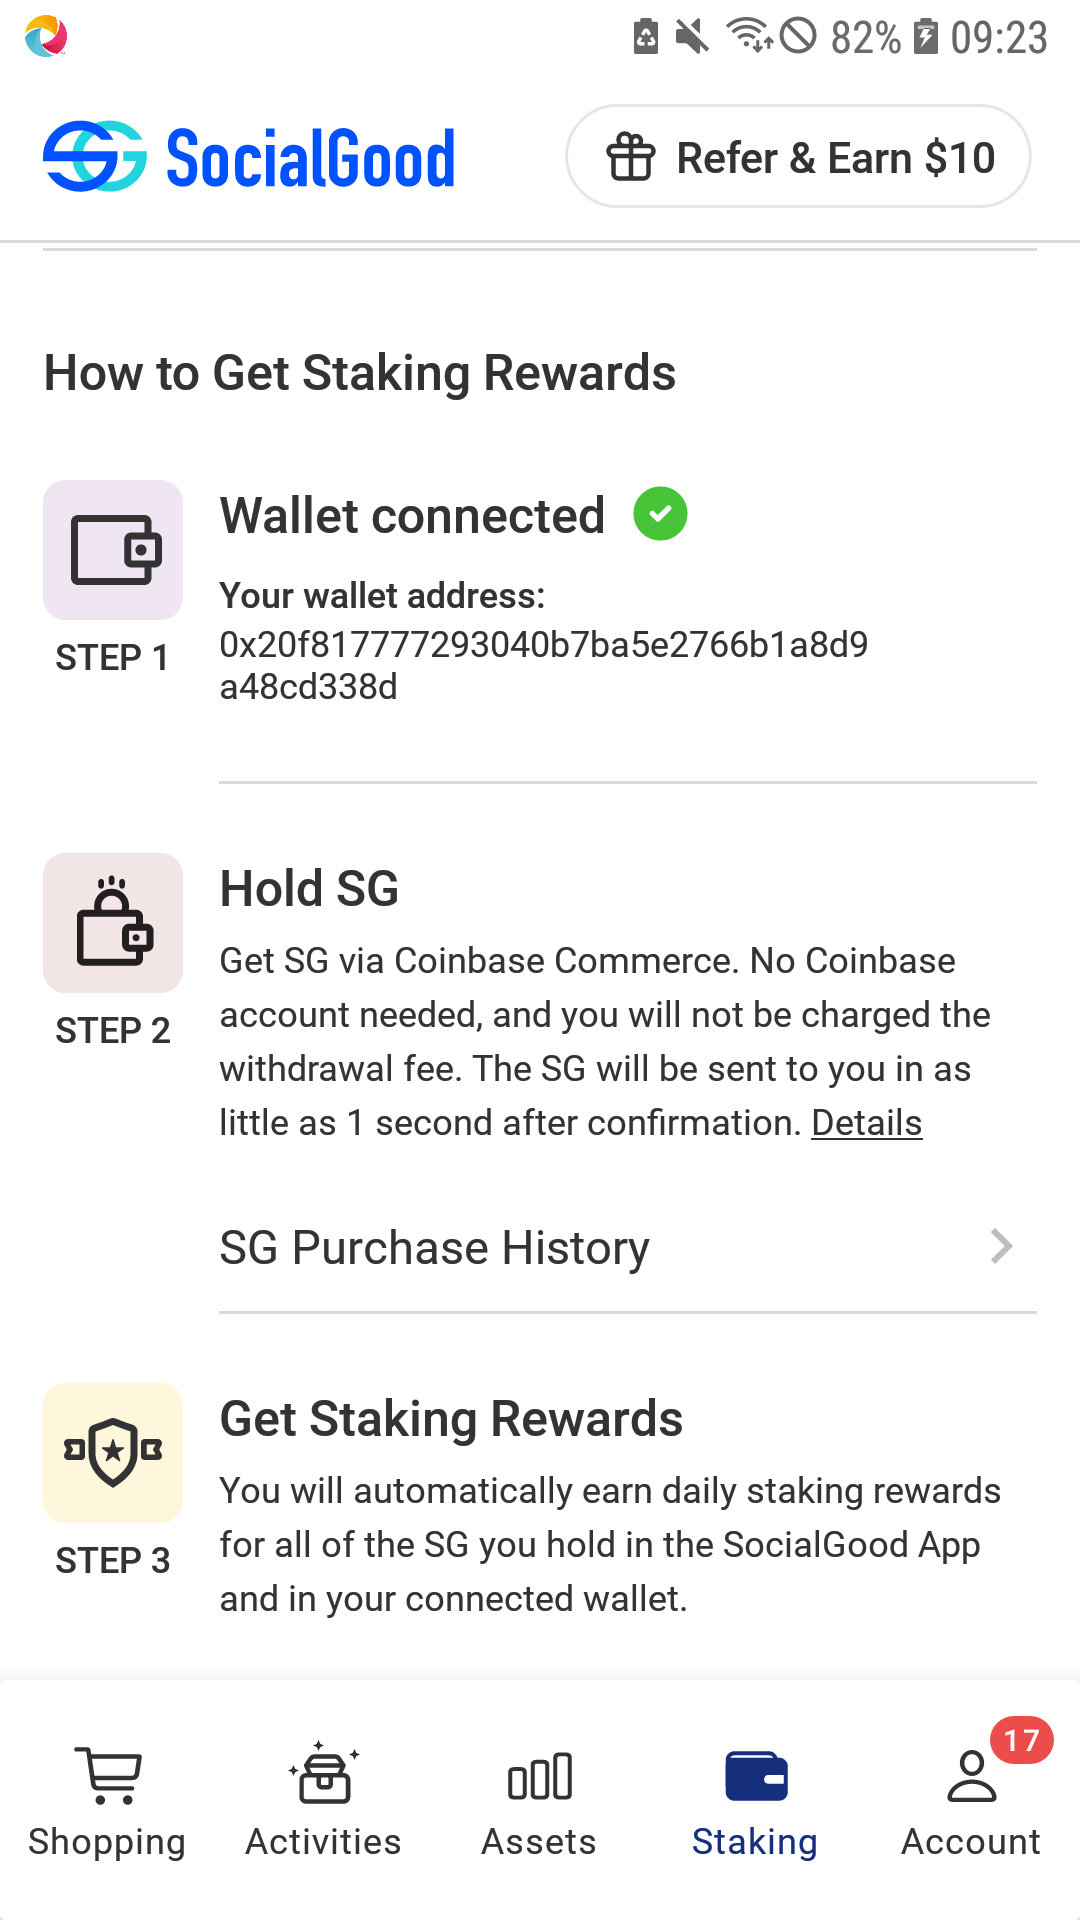 82% 09:23
SocialGood
Refer & Earn $10
How to Get Staking Rewards
Wallet connected
Your wallet address:
0x20f817777293040b7ba5e2766b1a8d9
a48cd338d
STEP 1
Hold SG
Get SG via Coinbase Commerce. No Coinbase
account needed, and you will not be charged the
withdrawal fee. The SG will be sent to you in as
little as 1 second after confirmation. Details
STEP 2
SG Purchase History
Get Staking Rewards
You will automatically earn daily staking rewards
for all of the SG you hold in the SocialGood App
and in your connected wallet.
STEP 3
17
Shopping Activities Assets Staking Account